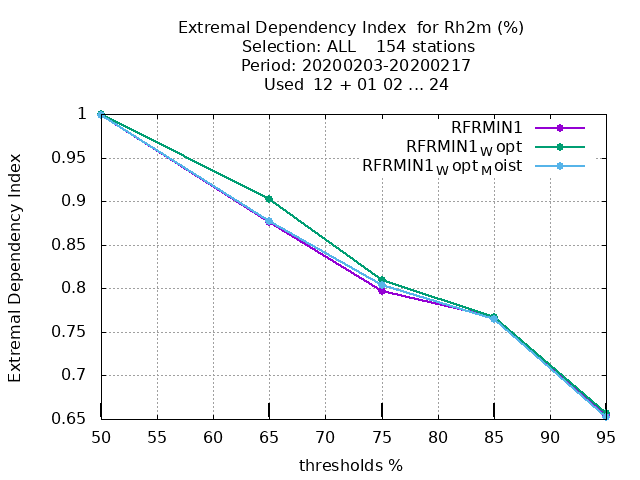 Extremal Dependency Index  for Rh2m (%)
Selection: ALL    154 stations
Period: 20200203-20200217
Used  12 + 01 02 ... 24
RFRMIN1
RFRMIN1Wopt
RFRMIN1WoptMoist
Extremal Dependency Index
1
0.95
0.9
0.85
0.8
0.75
0.7
0.65
50 55 60 65 70 75 80 85 90 95
thresholds %